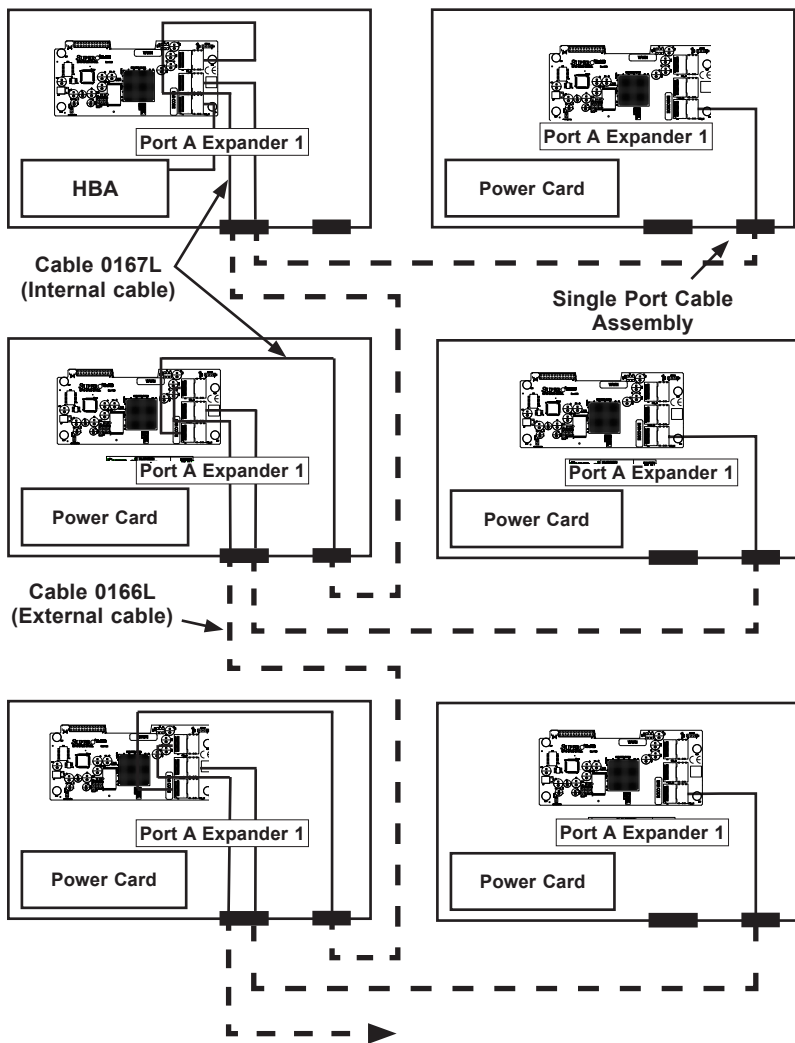 Port A Expander 1
HBA
Port A Expander 1
Power Card
Cable 0167L
(Internal cable)
Single Port Cable
Assembly
Port A Expander 1
Power Card
Port A Expander 1
Power Card
Cable 0166L
(External cable)
Port A Expander 1
Power Card
Port A Expander 1
Power Card